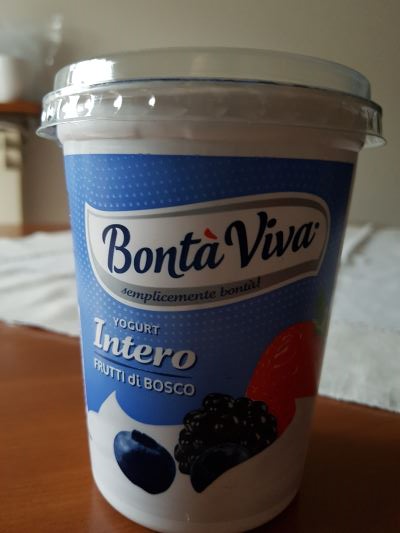 Bontà Viva
semplicemente bontà!
YOGURT
Intero
FRUTTI di BOSCO